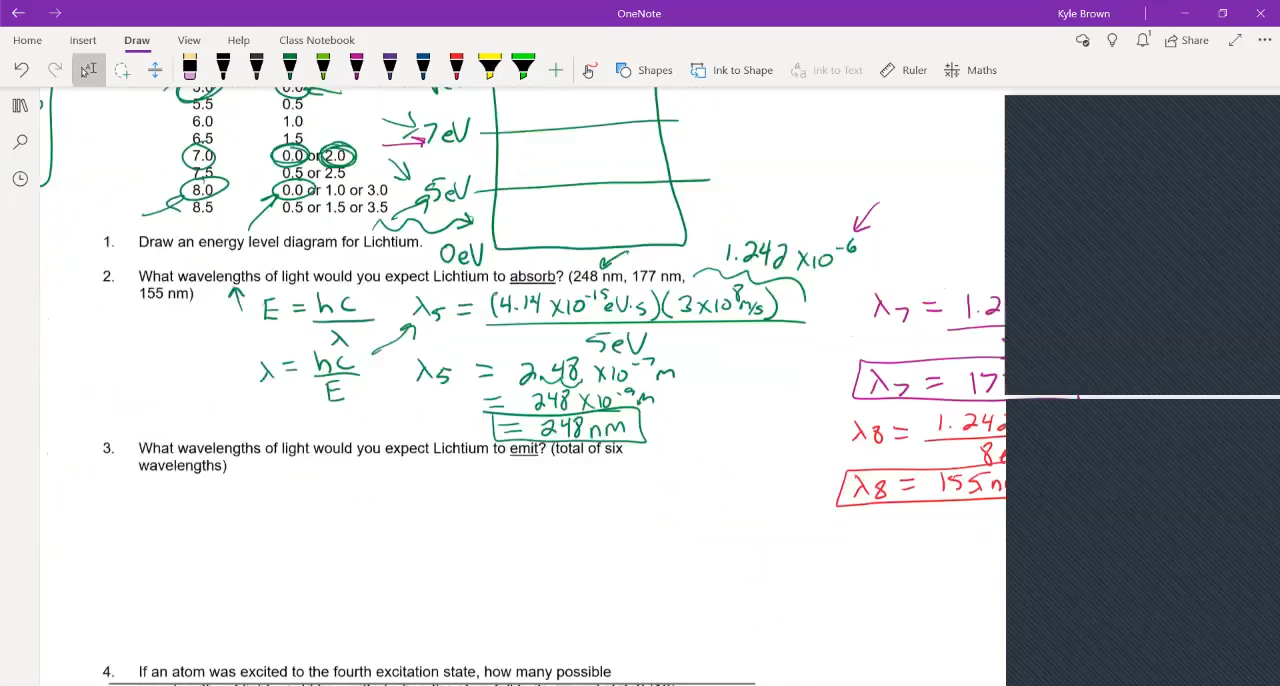 OneNote
Kyle Brown
Home Insert Draw View Help Class Notebook
Share
Shapes Ink to Shape Ink to Text Ruler Maths
5.5 0.5
6.0 1.0
6.5 1.5
7.0 0.0 or 2.0
7.5 0.5 or 2.5
8.0 0.0 or 1.0 or 3.0
8.5 0.5 or 1.5 or 3.5
7eV
5eV
0eV
1. Draw an energy level diagram for Lichtium.
2. What wavelengths of light would you expect Lichtium to absorb? (248 nm, 177 nm,
155 nm)
1.242 x10⁻⁶
E = hc/λ
λ₅ = (4.14 x10⁻¹⁵ eV·s)(3x10⁸ m/s)
5eV
λ = hc/E
λ₅ = 2.48 x10⁻⁷ m
= 248 x10⁻⁹ m
= 248 nm
λ₇ = 1.2
λ₇ = 17
λ₈ = 1.242
8
λ₈ = 155 n
3. What wavelengths of light would you expect Lichtium to emit? (total of six
wavelengths)
4. If an atom was excited to the fourth excitation state, how many possible